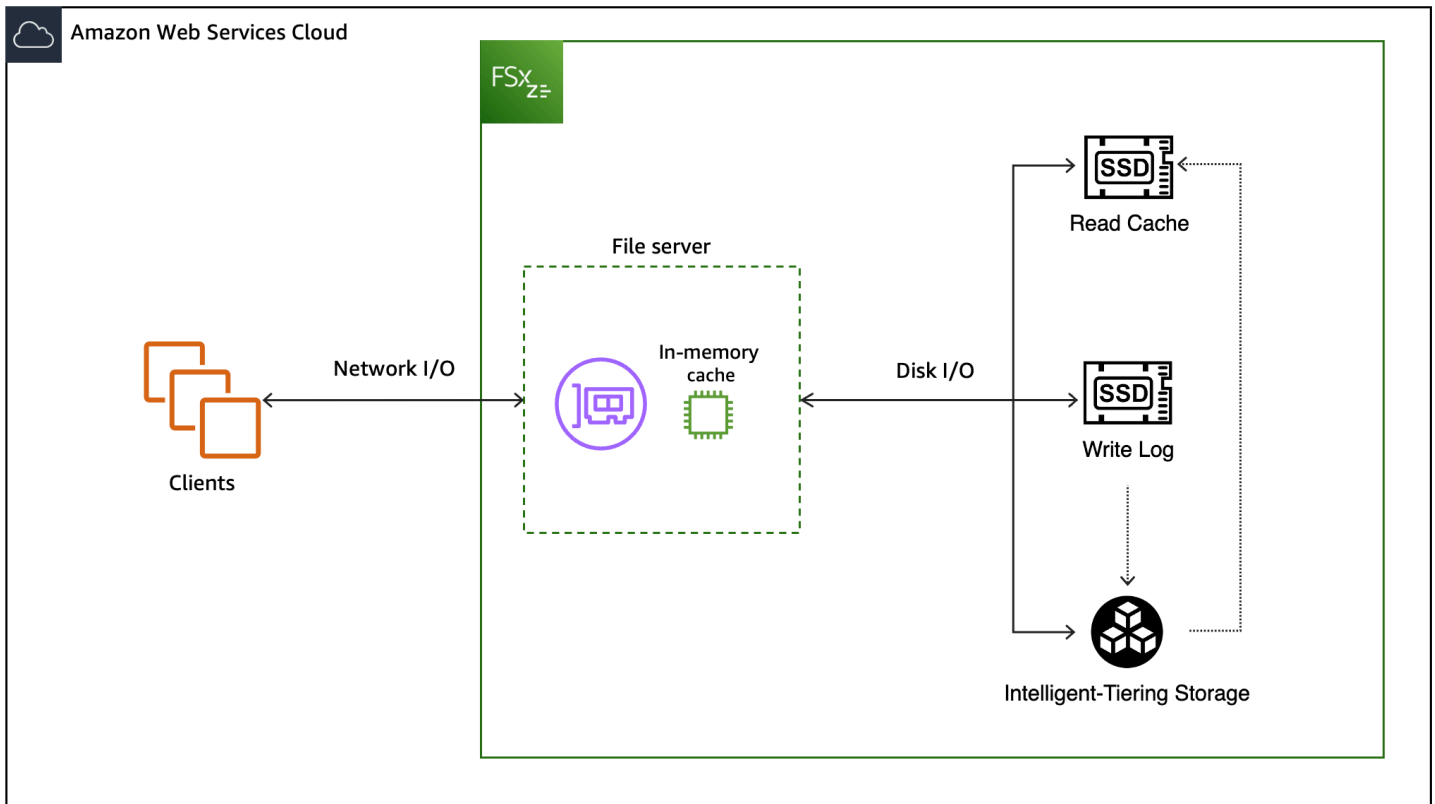 Amazon Web Services Cloud
FSx
Z
SSD
Read Cache
File server
In-memory
cache
Network I/O
Disk I/O
SSD
Write Log
Clients
Intelligent-Tiering Storage